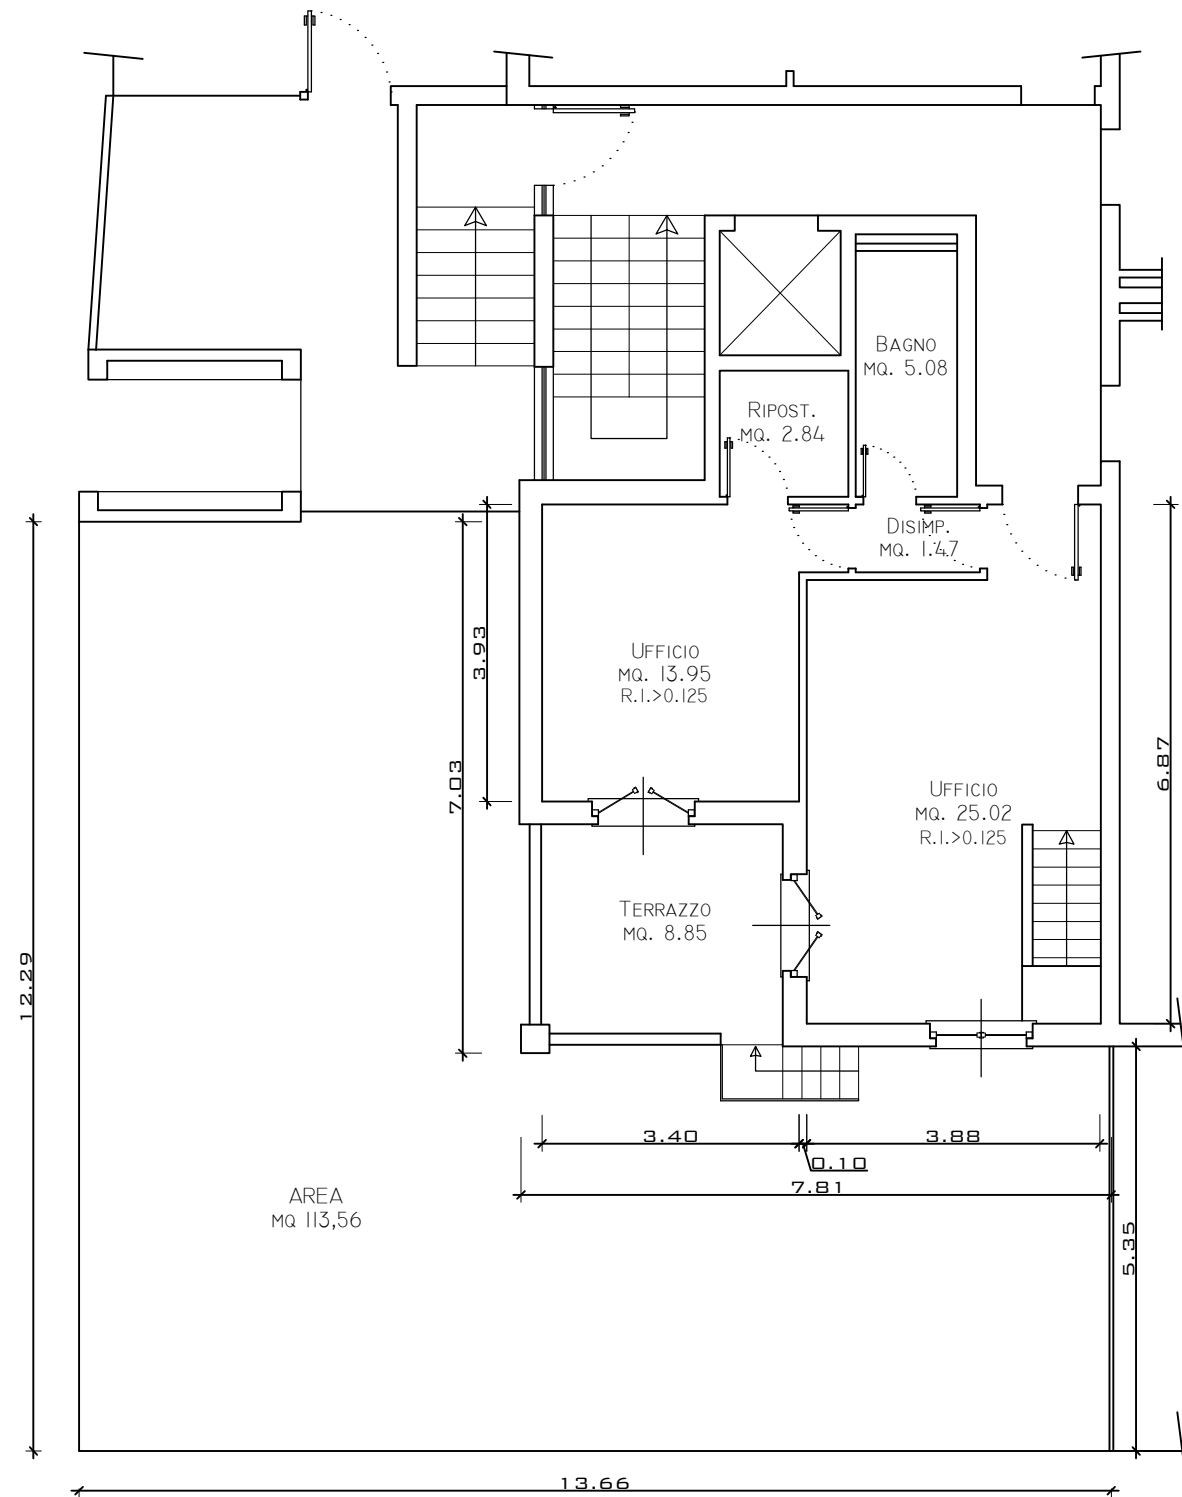 BAGNO
MQ. 5.08
RIPOST.
MQ. 2.84
DISIMP.
MQ. 1.47
UFFICIO
MQ. 13.95
R.I.>0.125
3.93
7.03
6.87
UFFICIO
MQ. 25.02
R.I.>0.125
TERRAZZO
MQ. 8.85
12.29
3.40
3.88
0.10
7.81
AREA
MQ 113,56
5.35
13.66